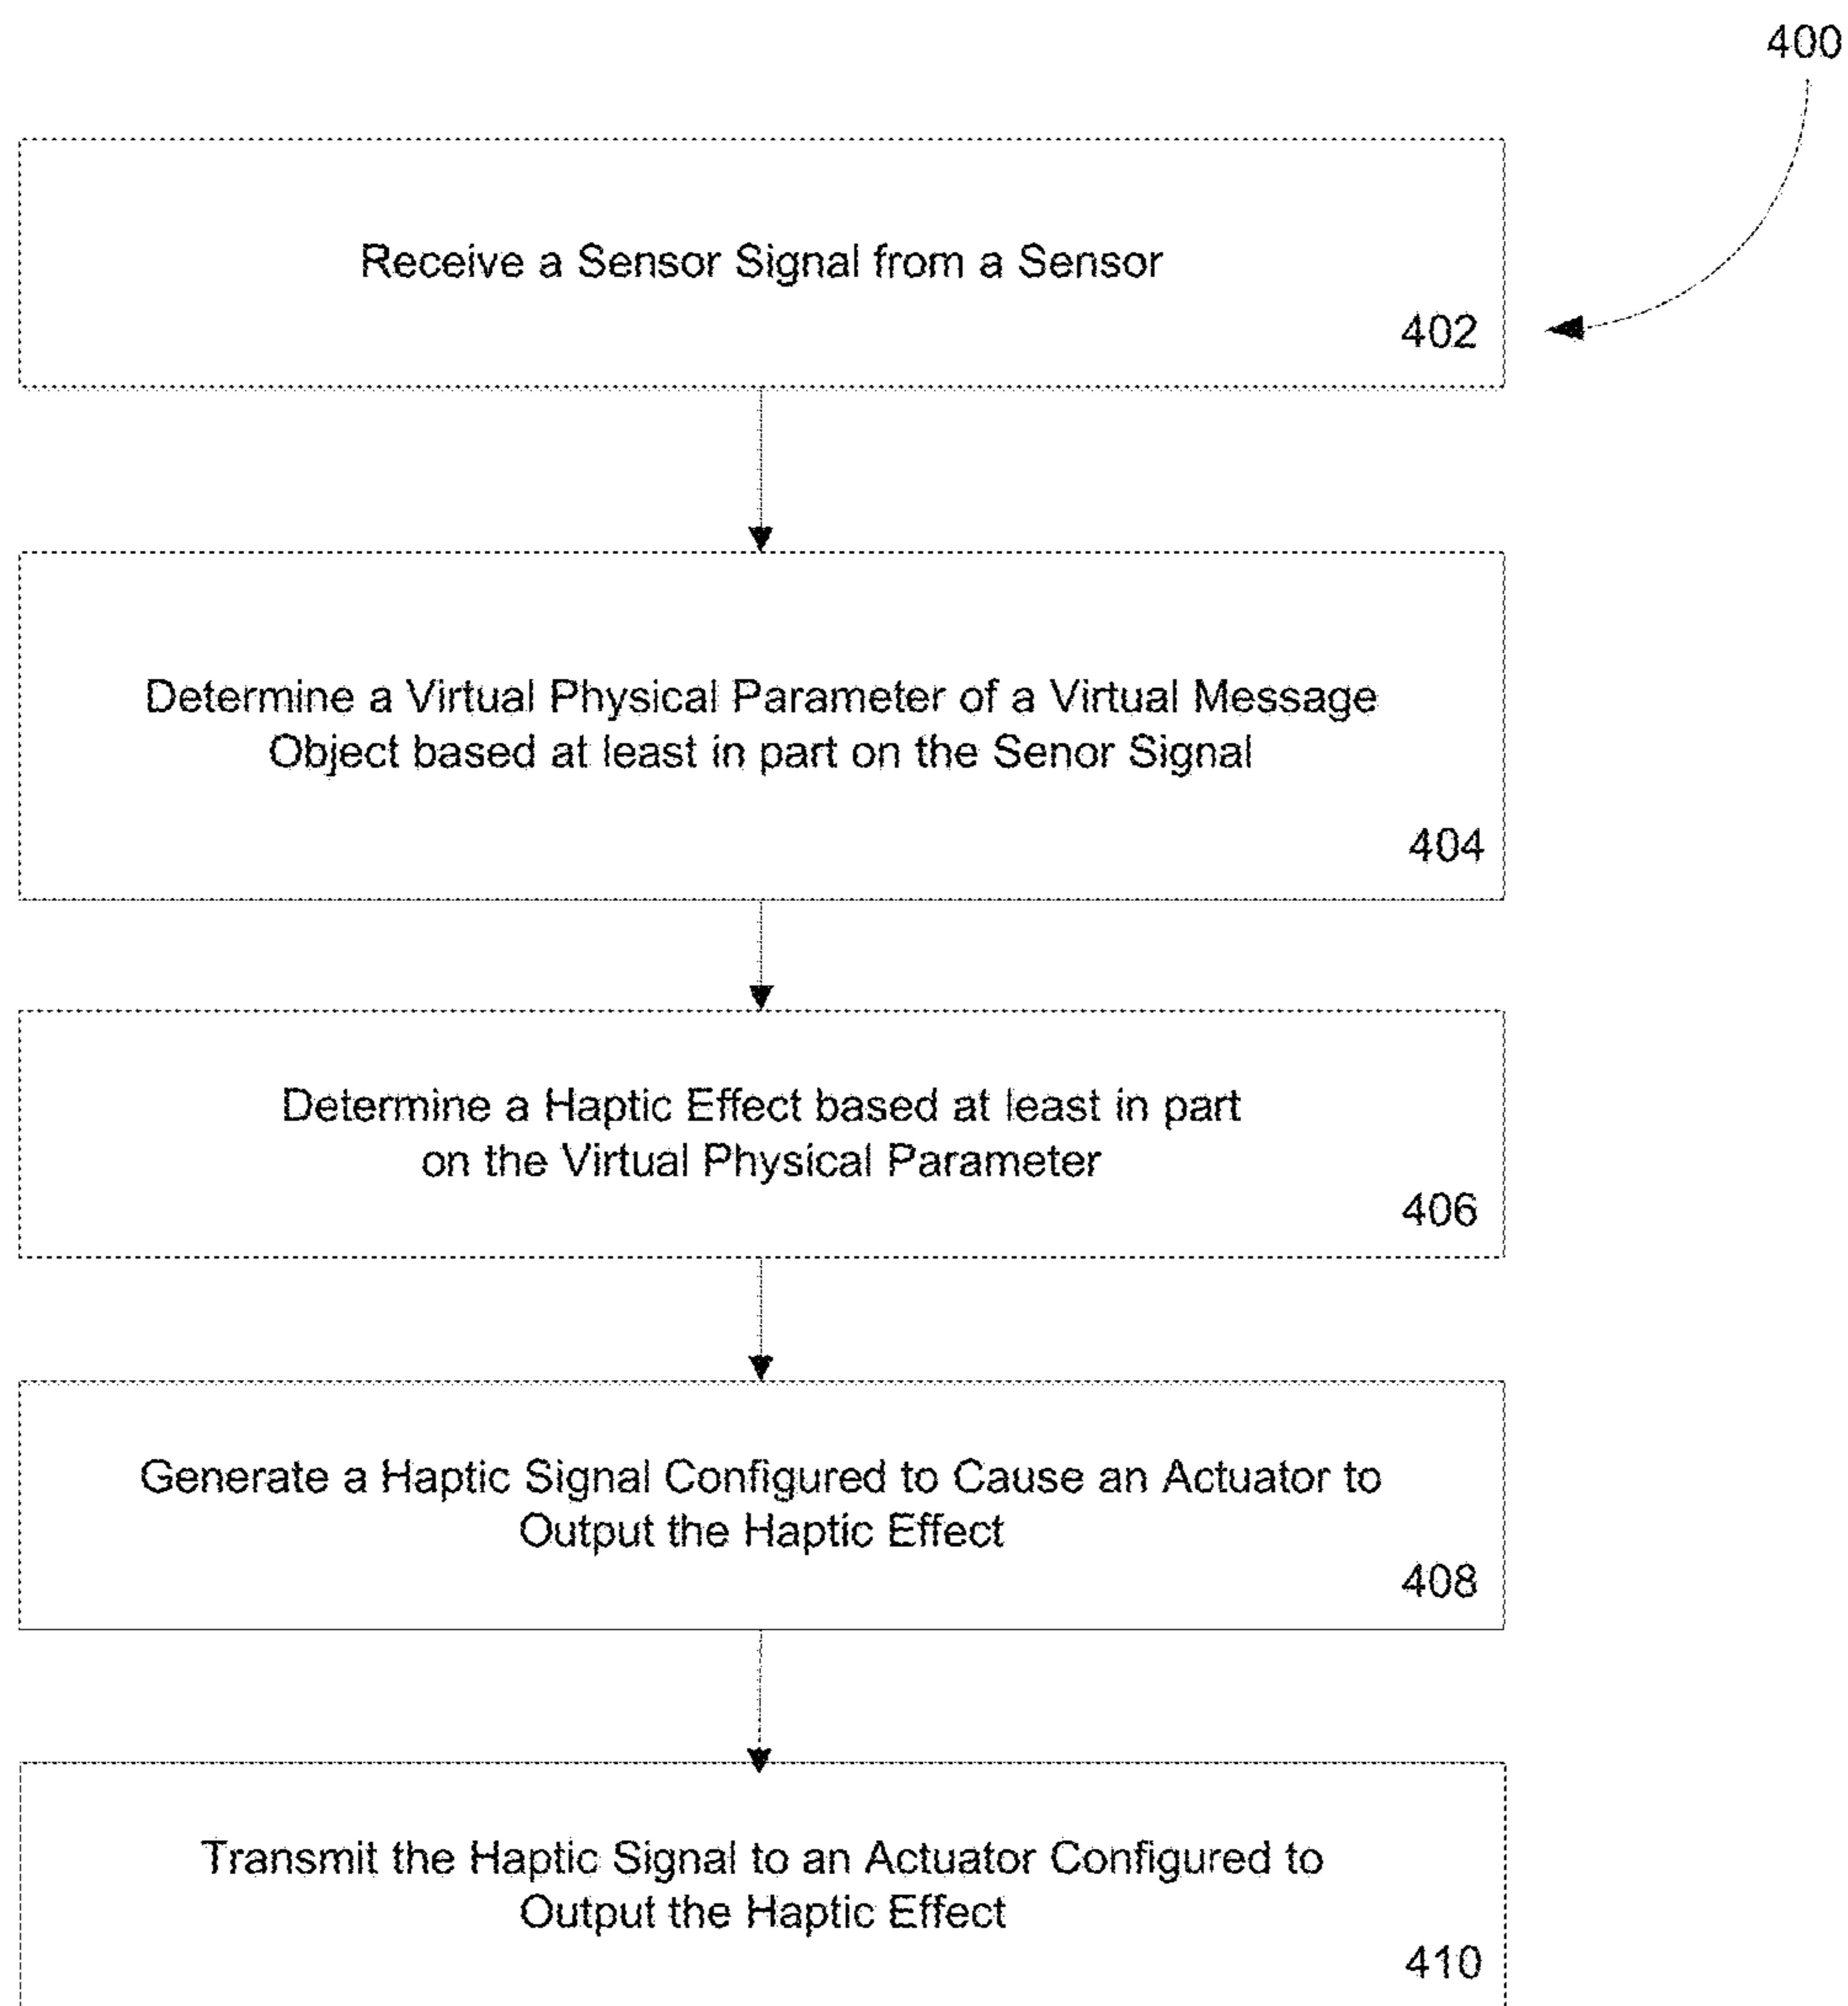 400
Receive a Sensor Signal from a Sensor
402
Determine a Virtual Physical Parameter of a Virtual Message
Object based at least in part on the Senor Signal
404
Determine a Haptic Effect based at least in part
on the Virtual Physical Parameter
406
Generate a Haptic Signal Configured to Cause an Actuator to
Output the Haptic Effect
408
Transmit the Haptic Signal to an Actuator Configured to
Output the Haptic Effect
410